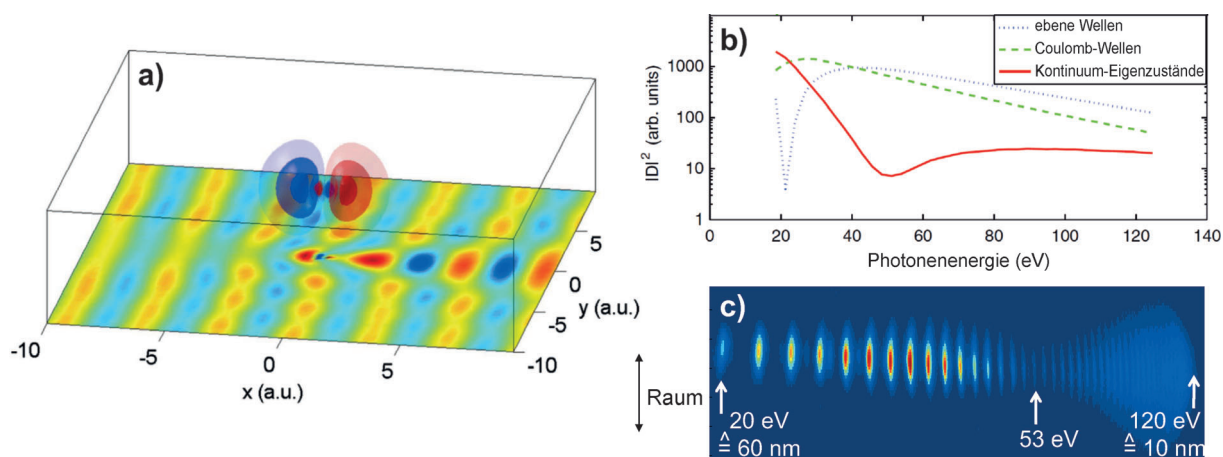 a)
-10
-5
0
5
x (a.u.)
-10
-5
0
5
y (a.u.)
b)
ebene Wellen
Coulomb-Wellen
Kontinuum-Eigenzustände
1000
100
10
1
|D|² (arb. units)
0 20 40 60 80 100 120 140
Photonenenergie (eV)
c)
Raum
20 eV
≙ 60 nm
53 eV
120 eV
≙ 10 nm